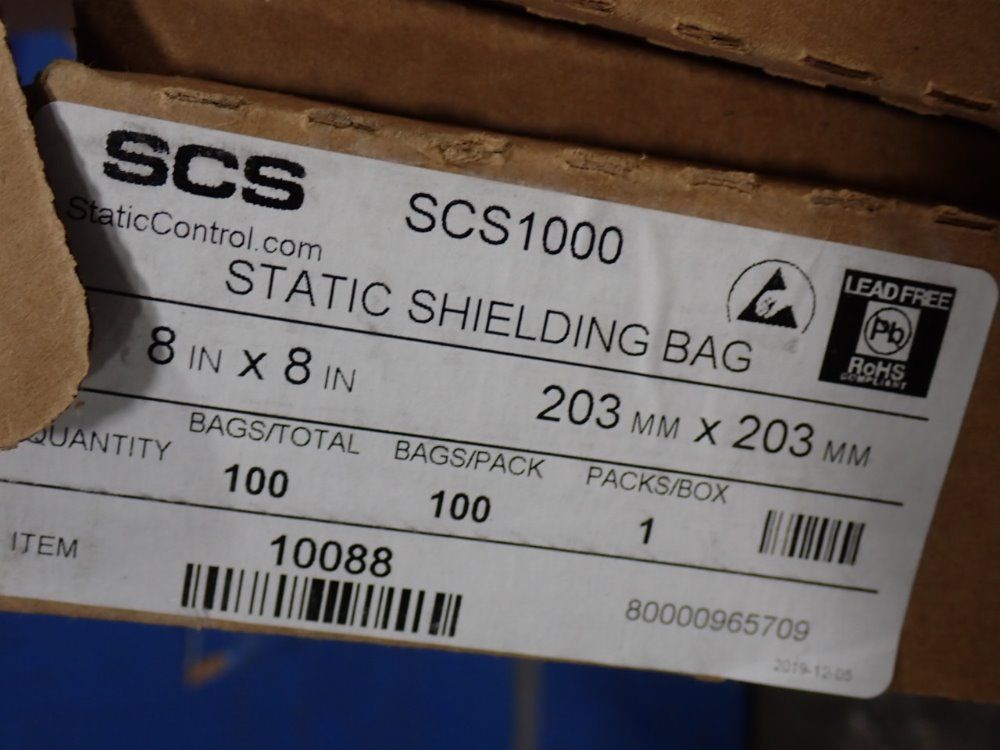 SCS
StaticControl.com
SCS1000
STATIC SHIELDING BAG
LEAD FREE
Pb
RoHS
COMPLIANT
8 IN x 8 IN
203 MM x 203 MM
QUANTITY
BAGS/TOTAL
100
BAGS/PACK
100
PACKS/BOX
1
ITEM
10088
80000965709
2019-12-05